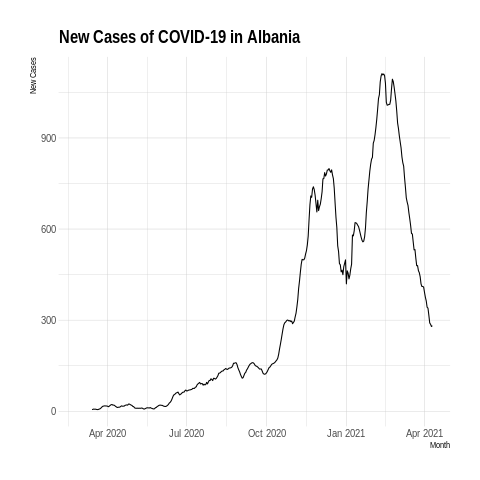 New Cases of COVID-19 in Albania
New Cases
900
600
300
0
Apr 2020
Jul 2020
Oct 2020
Jan 2021
Apr 2021
Month